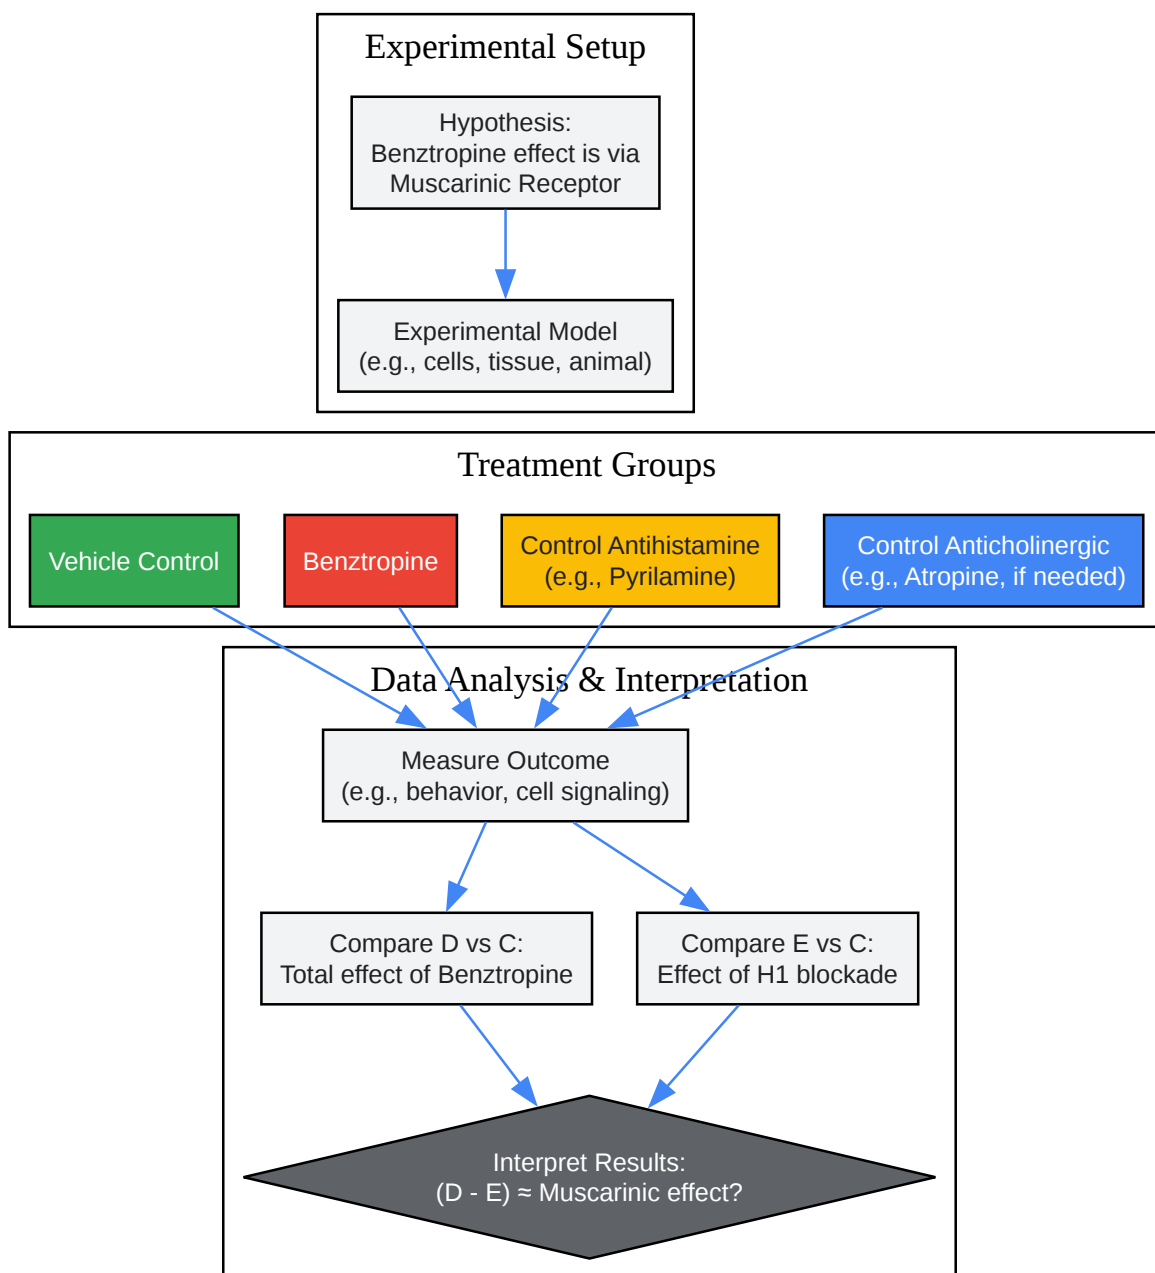 Experimental Setup
Hypothesis:
Benztropine effect is via
Muscarinic Receptor
Experimental Model
(e.g., cells, tissue, animal)
Treatment Groups
Vehicle Control
Benztropine
Control Antihistamine
(e.g., Pyrilamine)
Control Anticholinergic
(e.g., Atropine, if needed)
Data Analysis & Interpretation
Measure Outcome
(e.g., behavior, cell signaling)
Compare D vs C:
Total effect of Benztropine
Compare E vs C:
Effect of H1 blockade
Interpret Results:
(D - E) ≈ Muscarinic effect?